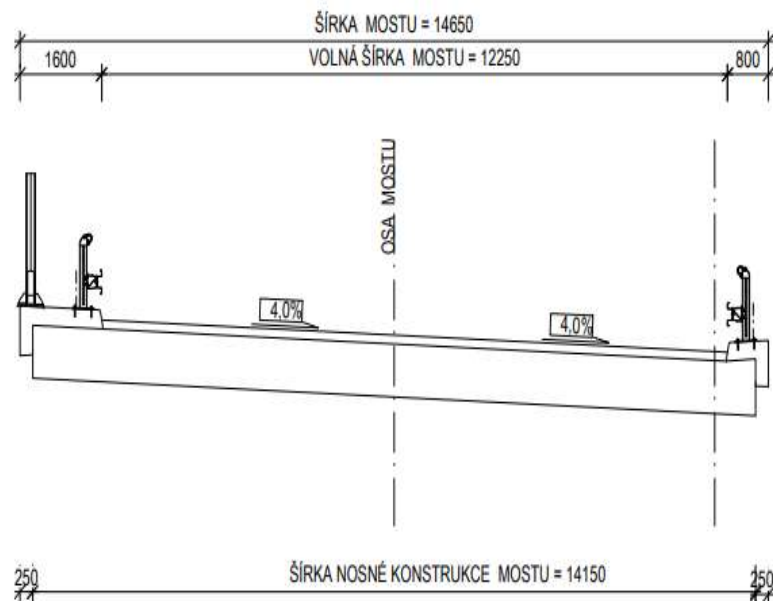 ŠÍRKA MOSTU = 14650
1600
VOLNÁ ŠÍRKA MOSTU = 12250
800
OSA MOSTU
4,0%
4,0%
250
ŠÍRKA NOSNÉ KONSTRUKCE MOSTU = 14150
250